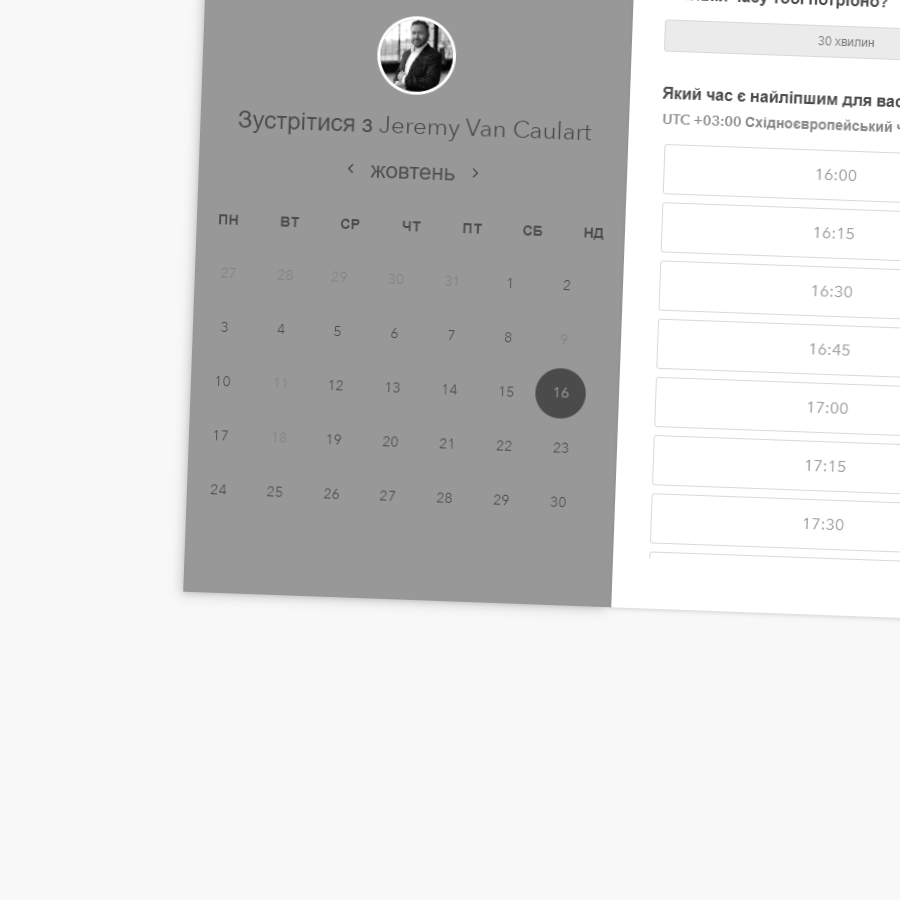 Зустрітися з Jeremy Van Caulart
жовтень
ПН ВТ СР ЧТ ПТ СБ НД
27 28 29 30 31 1 2
3 4 5 6 7 8 9
10 11 12 13 14 15 16
17 18 19 20 21 22 23
24 25 26 27 28 29 30
часу тобі потрібно?
30 хвилин
Який час є найліпшим для вас
UTC +03:00 Східноєвропейський
16:00
16:15
16:30
16:45
17:00
17:15
17:30